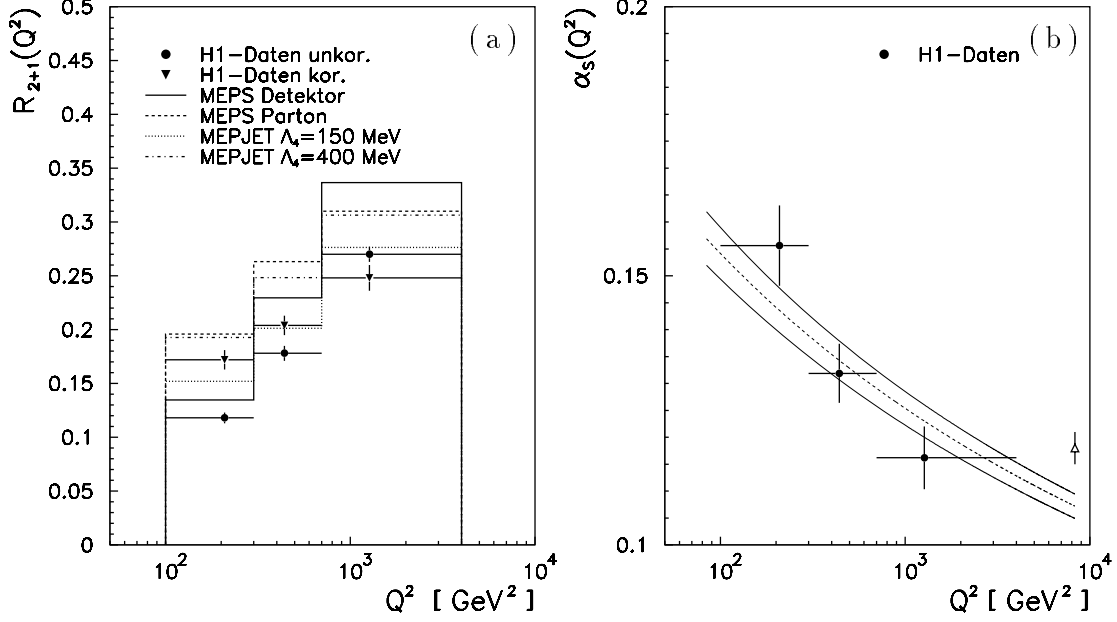 R₂₊₁(Q²)
(a)
H1-Daten unkor.
H1-Daten kor.
MEPS Detektor
MEPS Parton
MEPJET Λ₄=150 MeV
MEPJET Λ₄=400 MeV
0.5
0.45
0.4
0.35
0.3
0.25
0.2
0.15
0.1
0.05
0
10² 10³ 10⁴
Q² [ GeV² ]
αₛ(Q²)
(b)
H1-Daten
0.2
0.15
0.1
10² 10³ 10⁴
Q² [ GeV² ]